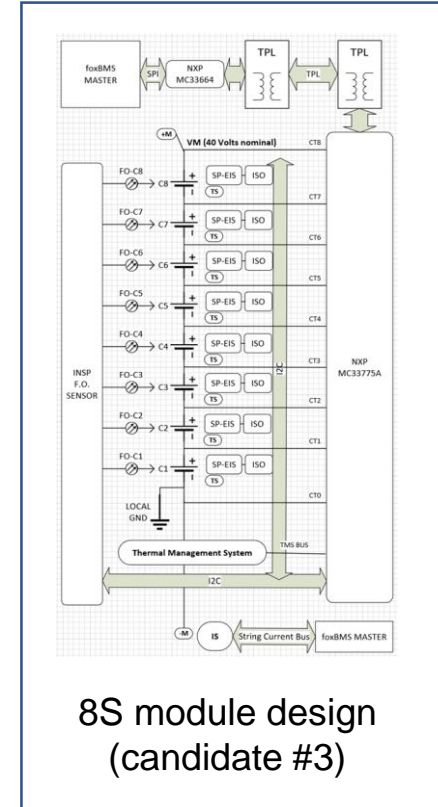 foxBMS
MASTER
SPI
NXP
MC33664
TPL
TPL
TPL
+M
VM (40 Volts nominal)
CT8
FO-C8
C8
+
SP-EIS
ISO
TS
CT7
FO-C7
C7
+
SP-EIS
ISO
TS
CT6
FO-C6
C6
+
SP-EIS
ISO
TS
CT5
FO-C5
C5
+
SP-EIS
ISO
TS
CT4
FO-C4
C4
+
SP-EIS
ISO
TS
CT3
INSP
F.O.
SENSOR
I2C
NXP
MC33775A
FO-C3
C3
+
SP-EIS
ISO
TS
CT2
FO-C2
C2
+
SP-EIS
ISO
TS
CT1
FO-C1
C1
+
SP-EIS
ISO
TS
CT0
LOCAL
GND
Thermal Management System
TMS BUS
I2C
-M
IS
String Current Bus
foxBMS MASTER
8S module design
(candidate #3)